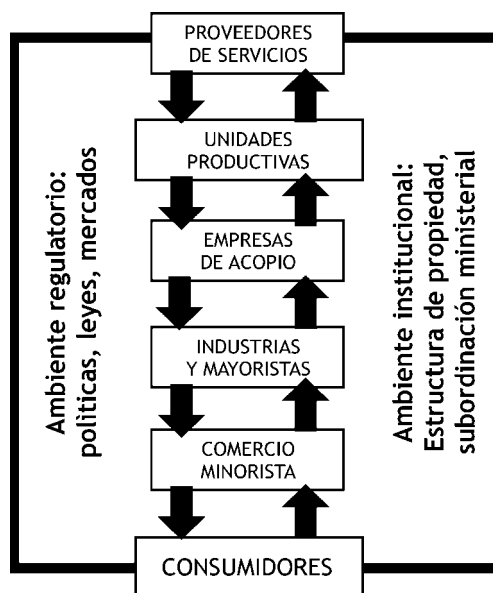 PROVEEDORES
DE SERVICIOS
UNIDADES
PRODUCTIVAS
EMPRESAS
DE ACOPIO
INDUSTRIAS
Y MAYORISTAS
COMERCIO
MINORISTA
CONSUMIDORES
Ambiente regulatorio:
políticas, leyes, mercados
Ambiente institucional:
Estructura de propiedad,
subordinación ministerial